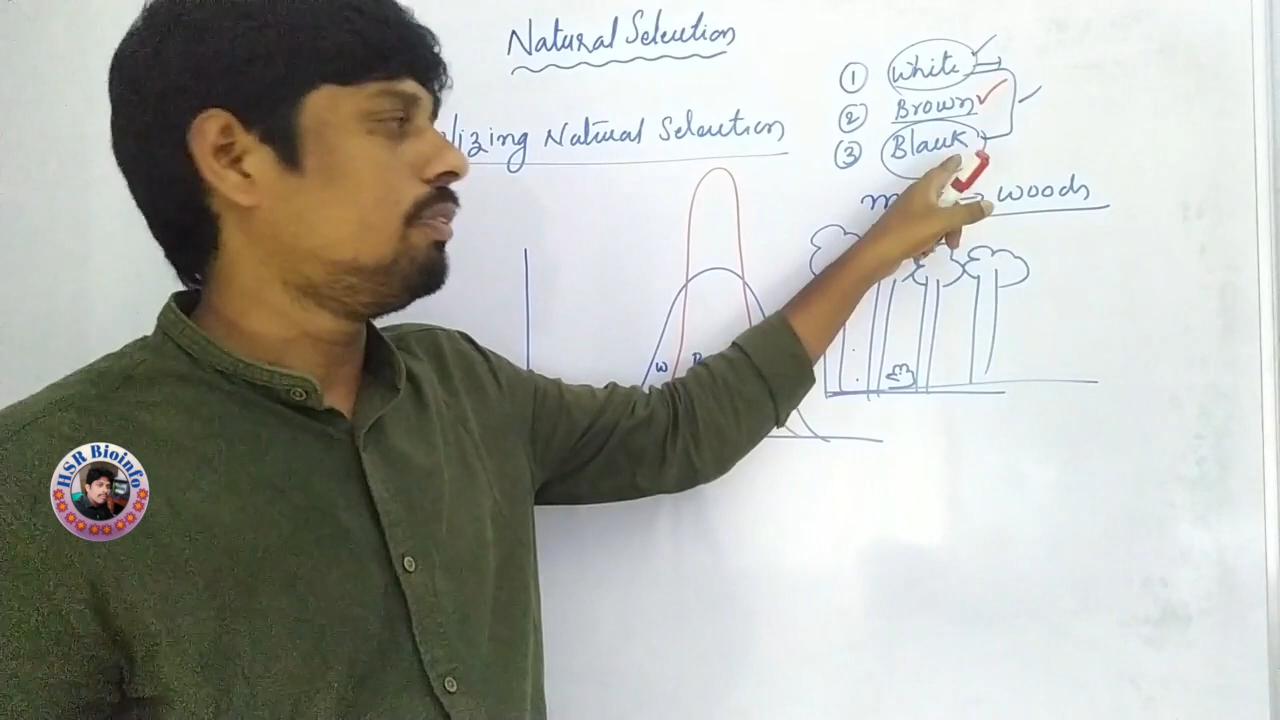 Natural Selection
lizing Natural Selection
① White
② Brown ✓
③ Black
→ woods
W
HSR Bioinfo